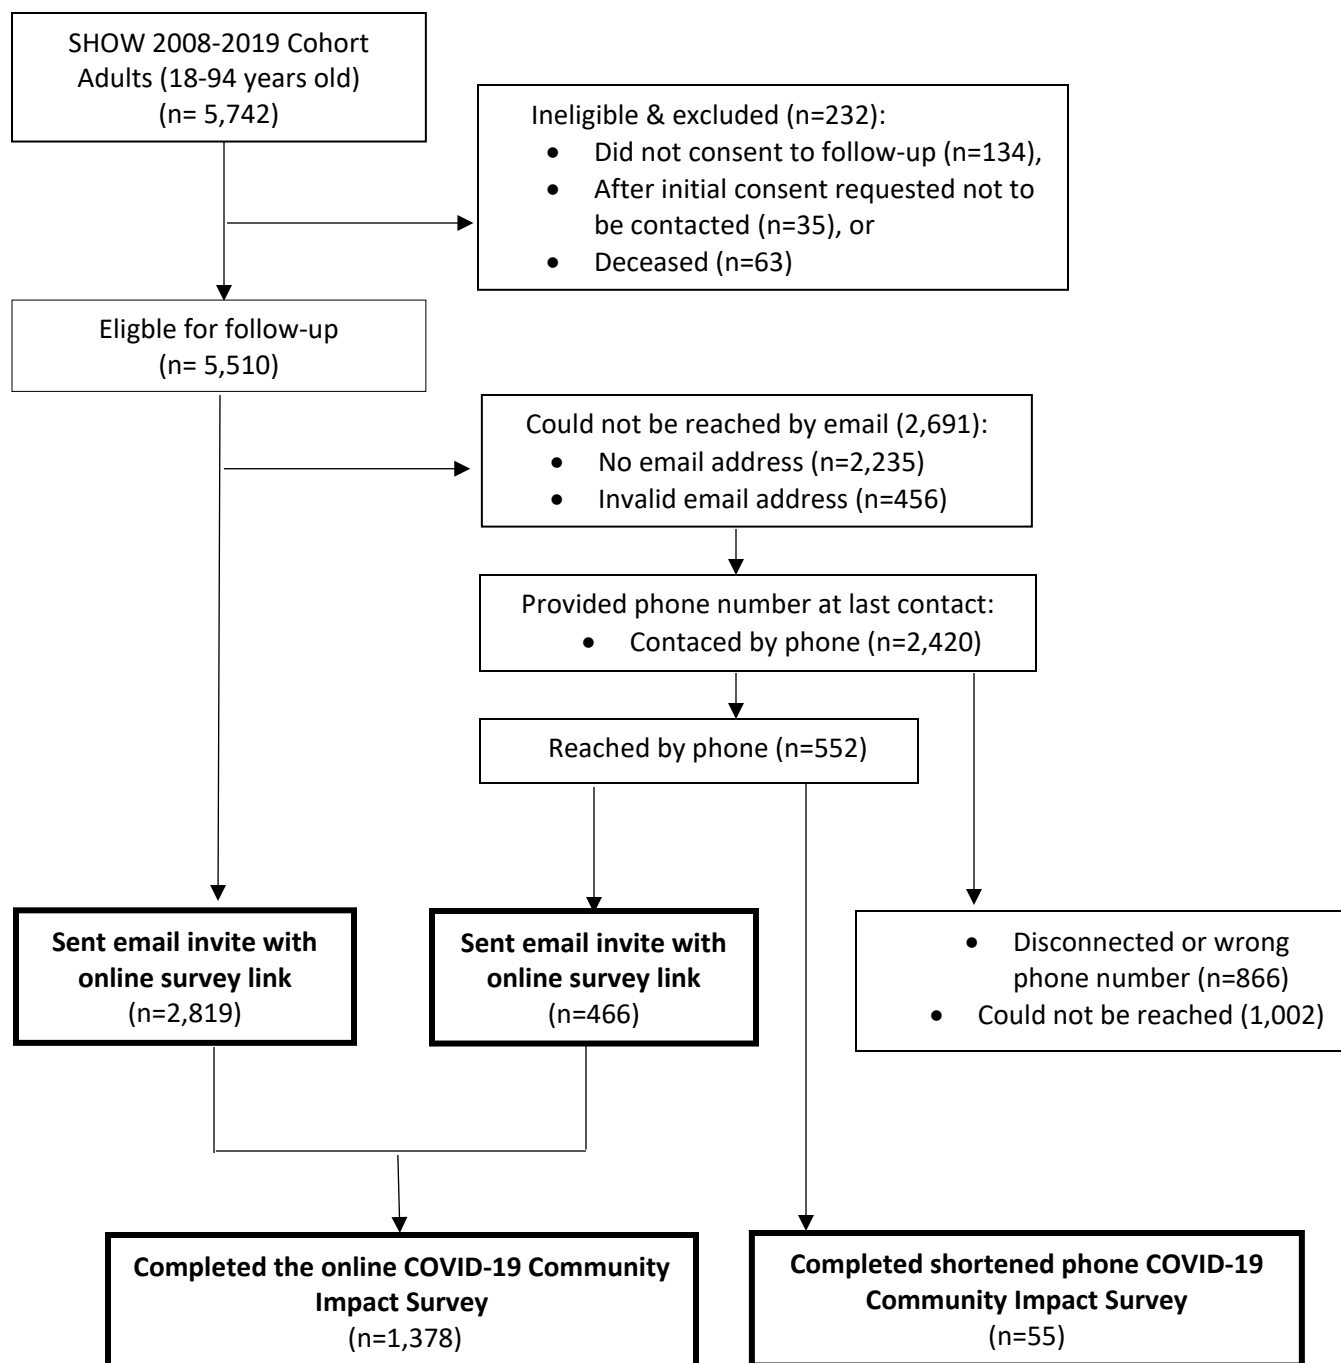 SHOW 2008-2019 Cohort
Adults (18-94 years old)
(n= 5,742)
Ineligible & excluded (n=232):
• Did not consent to follow-up (n=134),
• After initial consent requested not to
be contacted (n=35), or
• Deceased (n=63)
Eligble for follow-up
(n= 5,510)
Could not be reached by email (2,691):
• No email address (n=2,235)
• Invalid email address (n=456)
Provided phone number at last contact:
• Contaced by phone (n=2,420)
Reached by phone (n=552)
Sent email invite with
online survey link
(n=2,819)
Sent email invite with
online survey link
(n=466)
• Disconnected or wrong
phone number (n=866)
• Could not be reached (1,002)
Completed the online COVID-19 Community
Impact Survey
(n=1,378)
Completed shortened phone COVID-19
Community Impact Survey
(n=55)